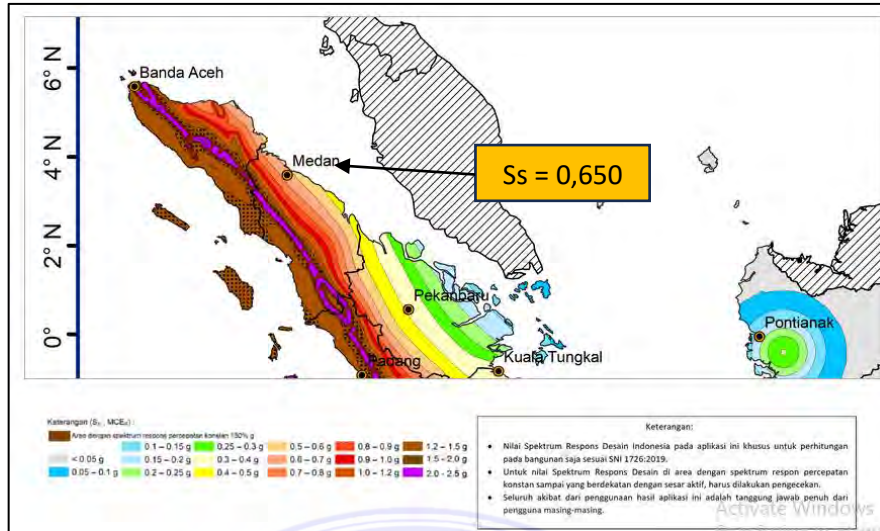 6° N
4° N
2° N
0°
Banda Aceh
Medan
Ss = 0,650
Pekanbaru
Pontianak
Padang
Kuala Tungkal
Keterangan (S
, MCE
) :
Area dengan spektrum respons percepatan konstan 150% g
< 0.05 g
0.05 – 0.1 g
0.1 – 0.15 g
0.15 – 0.2 g
0.2 – 0.25 g
0.25 – 0.3 g
0.3 – 0.4 g
0.4 – 0.5 g
0.5 – 0.6 g
0.6 – 0.7 g
0.7 – 0.8 g
0.8 – 0.9 g
0.9 – 1.0 g
1.0 – 1.2 g
1.2 – 1.5 g
1.5 – 2.0 g
2.0 - 2.5 g
Keterangan:
• Nilai Spektrum Respons Desain Indonesia pada aplikasi ini khusus untuk perhitungan
pada bangunan saja sesuai SNI 1726:2019.
• Untuk nilai Spektrum Respons Desain di area dengan spektrum respon percepatan
konstan sampai yang berdekatan dengan sesar aktif, harus dilakukan pengecekan.
• Seluruh akibat dari penggunaan hasil aplikasi ini adalah tanggung jawab penuh dari
pengguna masing-masing.
Activate Windows